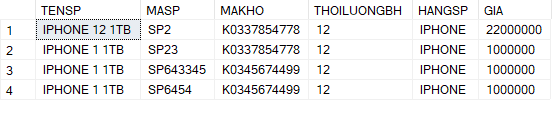 TENSP MASP MAKHO THOILUONGBH HANGSP GIA
1 IPHONE 12 1TB SP2 K0337854778 12 IPHONE 22000000
2 IPHONE 1 1TB SP23 K0337854778 12 IPHONE 1000000
3 IPHONE 1 1TB SP643345 K0345674499 12 IPHONE 1000000
4 IPHONE 1 1TB SP6454 K0345674499 12 IPHONE 1000000